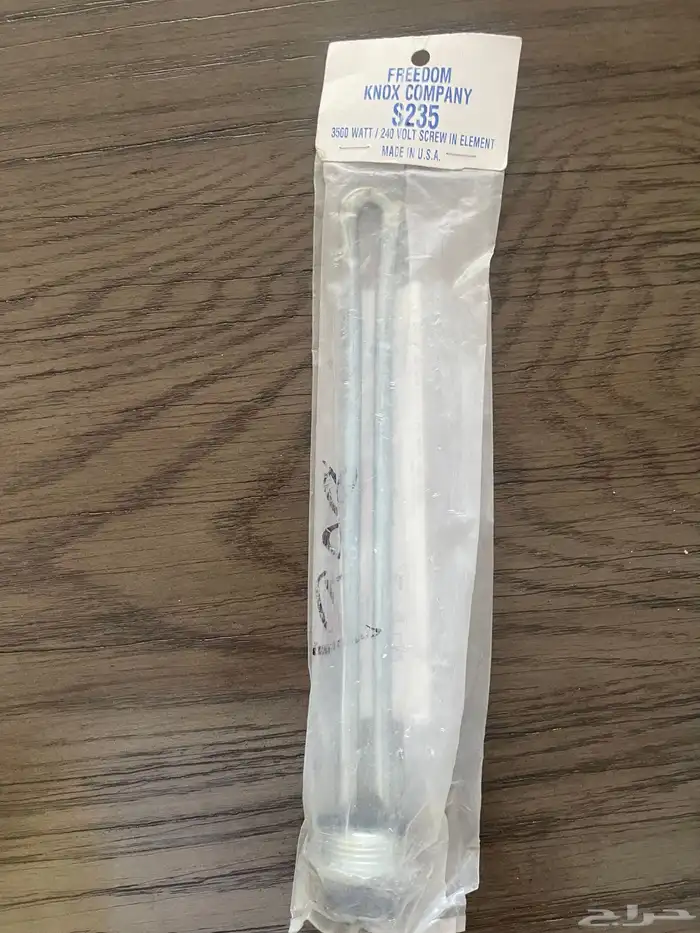 FREEDOM
KNOX COMPANY
S235
3500 WATT / 240 VOLT SCREW IN ELEMENT
MADE IN U.S.A.
حراج